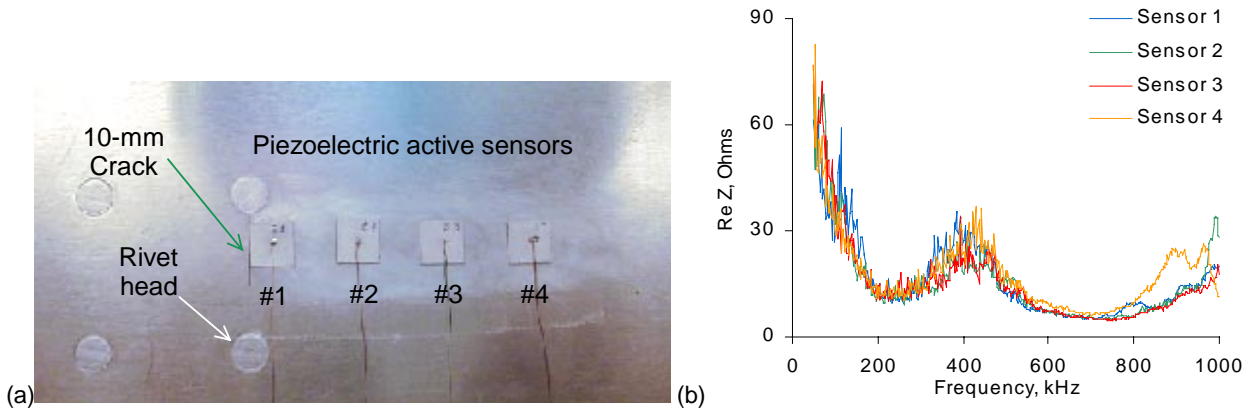 10-mm
Crack
Piezoelectric active sensors
Rivet
head
#1
#2
#3
#4
(a)
Sensor 1
Sensor 2
Sensor 3
Sensor 4
90
60
30
0
Re Z, Ohms
0
200
400
600
800
1000
Frequency, kHz
(b)